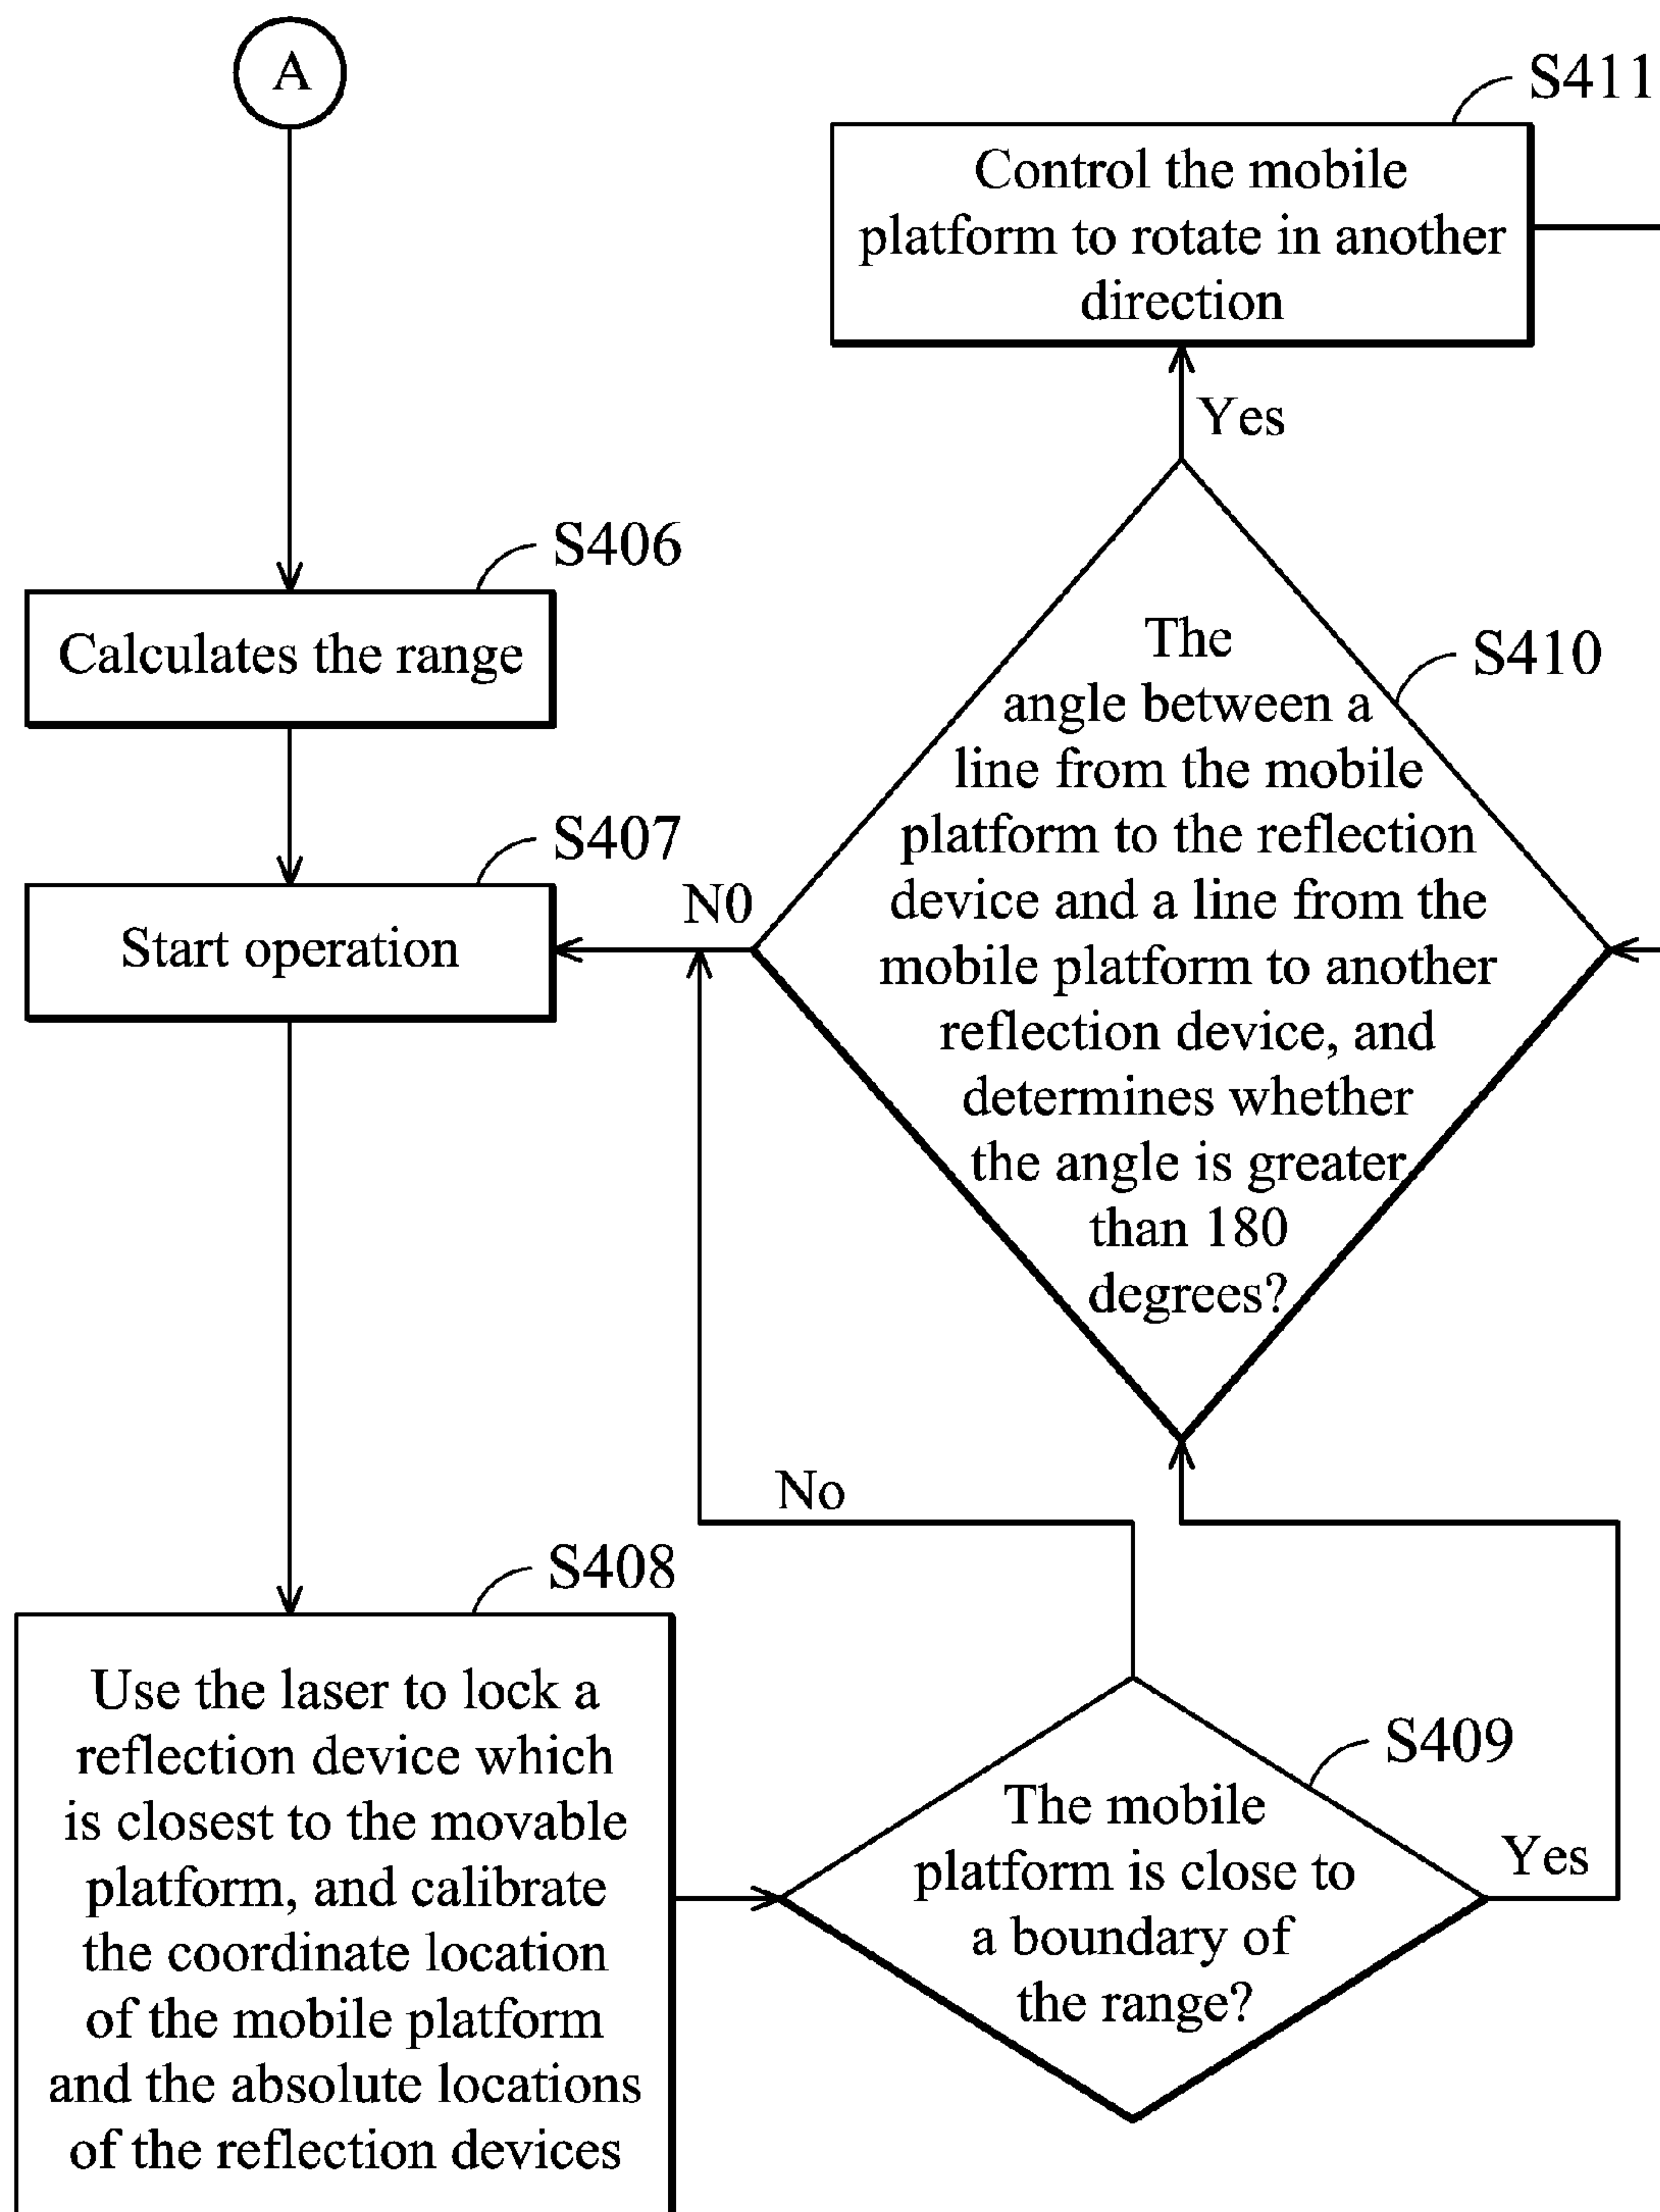 A
S406
Calculates the range
S407
Start operation
S408
Use the laser to lock a
reflection device which
is closest to the movable
platform, and calibrate
the coordinate location
of the mobile platform
and the absolute locations
of the reflection devices
S409
The mobile
platform is close to
a boundary of
the range?
Yes
No
S410
The
angle between a
line from the mobile
platform to the reflection
device and a line from the
mobile platform to another
reflection device, and
determines whether
the angle is greater
than 180
degrees?
N0
Yes
S411
Control the mobile
platform to rotate in another
direction